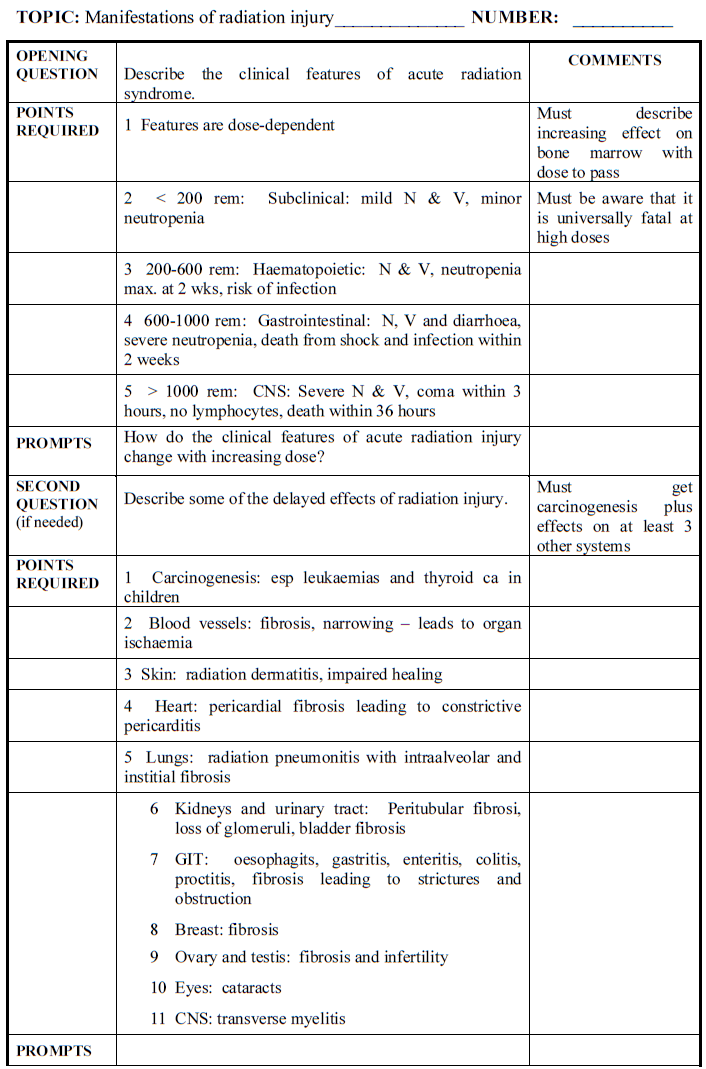 TOPIC: Manifestations of radiation injury______________ NUMBER: ___________
OPENING QUESTION
Describe the clinical features of acute radiation
syndrome.
COMMENTS
POINTS
REQUIRED
1 Features are dose-dependent
Must describe
increasing effect on
bone marrow with
dose to pass
2 < 200 rem: Subclinical: mild N & V, minor
neutropenia
Must be aware that it
is universally fatal at
high doses
3 200-600 rem: Haematopoietic: N & V, neutropenia
max. at 2 wks, risk of infection
4 600-1000 rem: Gastrointestinal: N, V and diarrhoea,
severe neutropenia, death from shock and infection within
2 weeks
5 > 1000 rem: CNS: Severe N & V, coma within 3
hours, no lymphocytes, death within 36 hours
PROMPTS
How do the clinical features of acute radiation injury
change with increasing dose?
SECOND
QUESTION
(if needed)
Describe some of the delayed effects of radiation injury.
Must get
carcinogenesis plus
effects on at least 3
other systems
POINTS
REQUIRED
1 Carcinogenesis: esp leukaemias and thyroid ca in
children
2 Blood vessels: fibrosis, narrowing – leads to organ
ischaemia
3 Skin: radiation dermatitis, impaired healing
4 Heart: pericardial fibrosis leading to constrictive
pericarditis
5 Lungs: radiation pneumonitis with intraalveolar and
institial fibrosis
6 Kidneys and urinary tract: Peritubular fibrosi,
loss of glomeruli, bladder fibrosis
7 GIT: oesophagits, gastritis, enteritis, colitis,
proctitis, fibrosis leading to strictures and
obstruction
8 Breast: fibrosis
9 Ovary and testis: fibrosis and infertility
10 Eyes: cataracts
11 CNS: transverse myelitis
PROMPTS